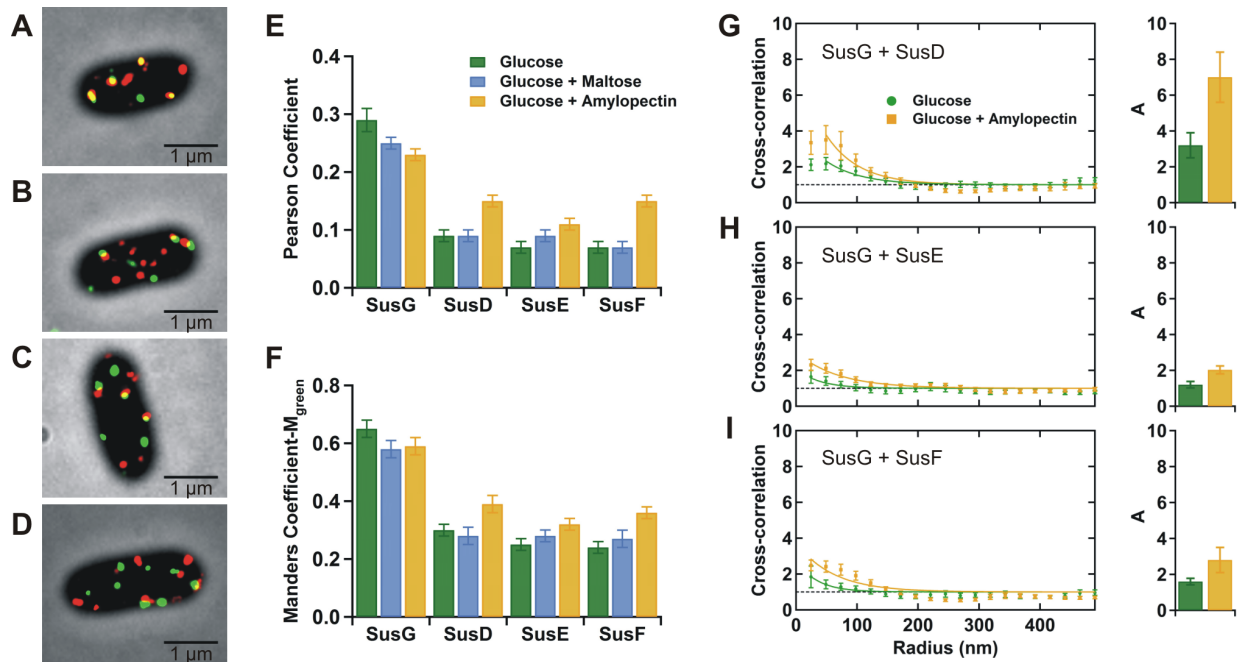 A
1 µm
B
1 µm
C
1 µm
D
1 µm
E
Pearson Coefficient
0.4
0.3
0.2
0.1
0.0
Glucose
Glucose + Maltose
Glucose + Amylopectin
SusG SusD SusE SusF
F
Manders Coefficient-Mgreen
0.8
0.6
0.4
0.2
0.0
SusG SusD SusE SusF
G
Cross-correlation
10
8
6
4
2
0
SusG + SusD
Glucose
Glucose + Amylopectin
A
10
8
6
4
2
0
H
Cross-correlation
10
8
6
4
2
0
SusG + SusE
A
10
8
6
4
2
0
I
Cross-correlation
10
8
6
4
2
0
SusG + SusF
0 100 200 300 400
Radius (nm)
A
10
8
6
4
2
0